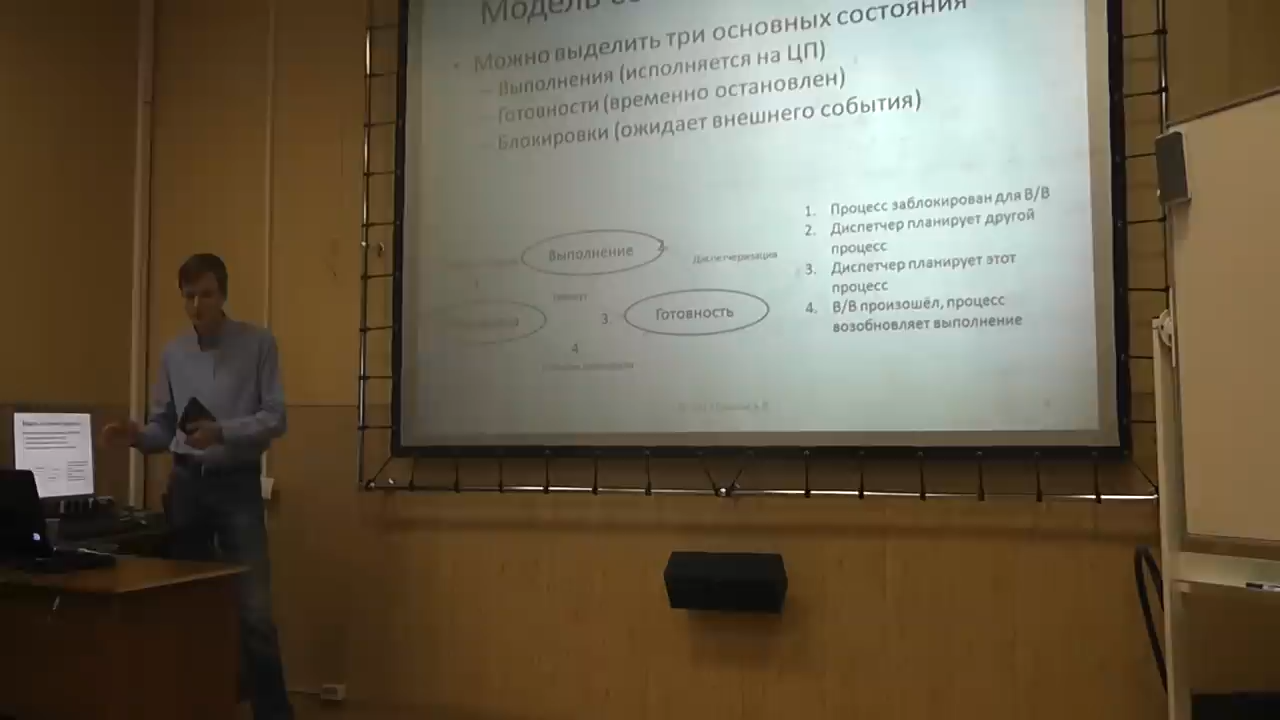 Модель
• Можно выделить три основных состояния
– Выполнения (исполняется на ЦП)
– Готовности (временно остановлен)
– Блокировки (ожидает внешнего события)
1. Процесс заблокирован для В/В
2. Диспетчер планирует другой
процесс
3. Диспетчер планирует этот
процесс
4. В/В произошёл, процесс
возобновляет выполнение
Выполнение
2.
Диспетчеризация
3.
Готовность
4